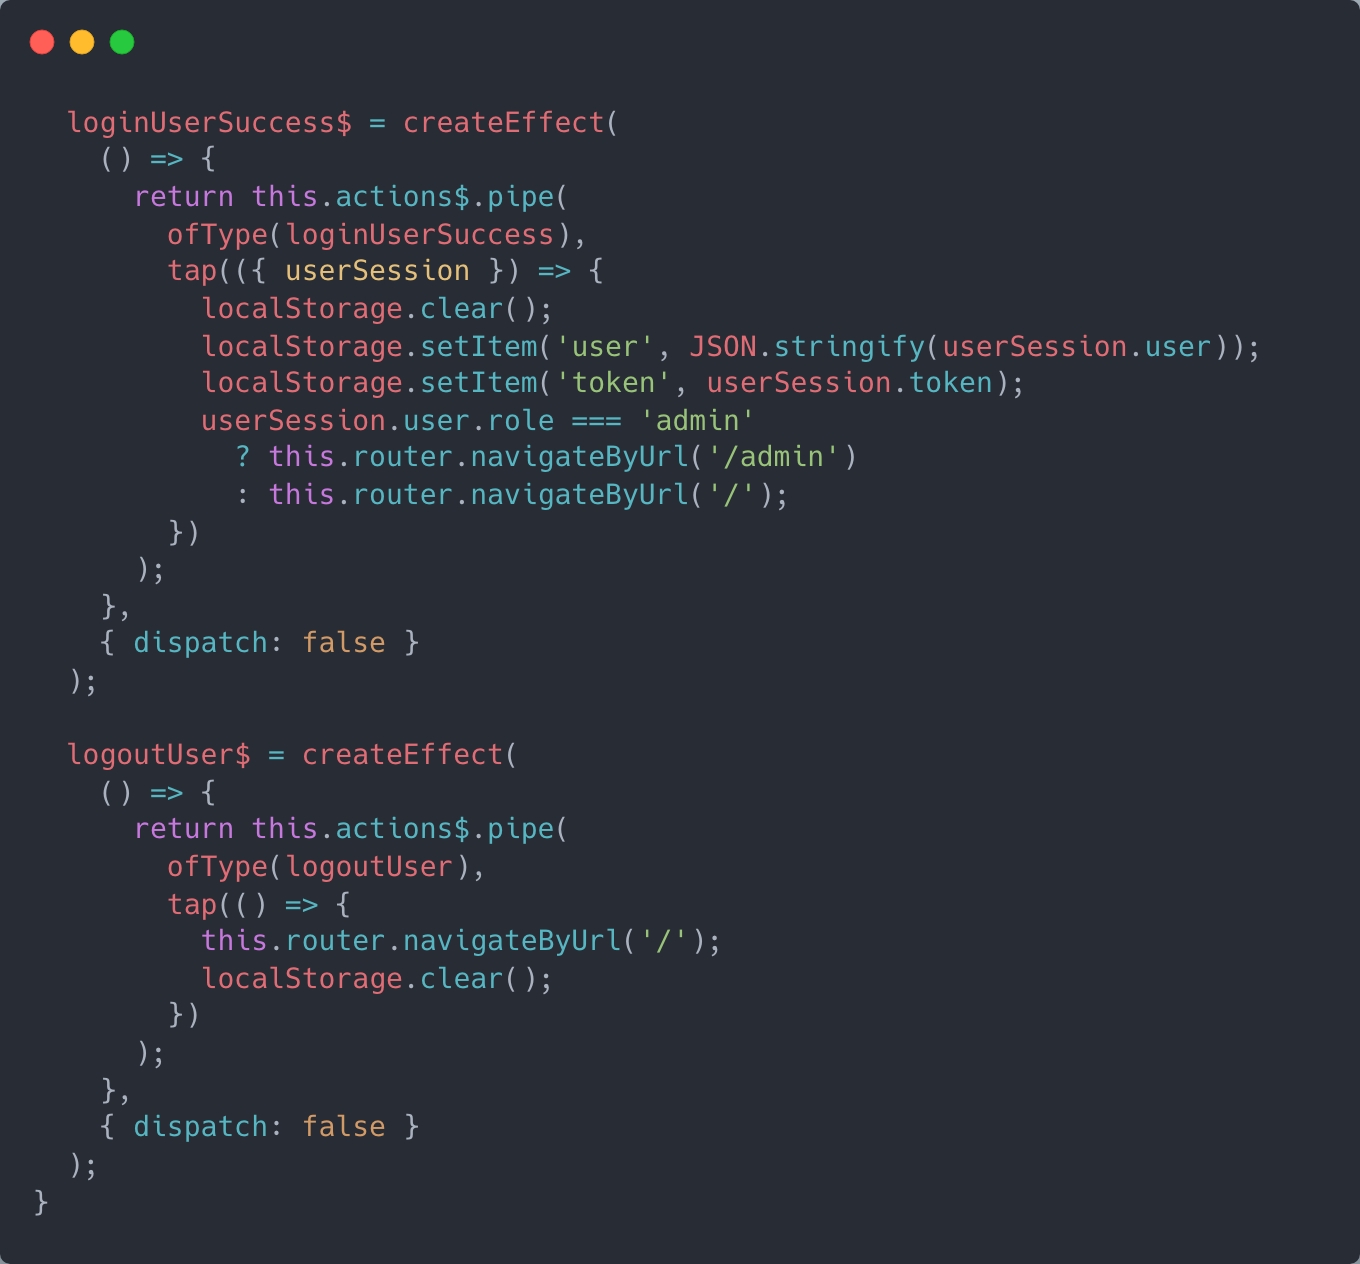 loginUserSuccess$ = createEffect(
  () => {
    return this.actions$.pipe(
      ofType(loginUserSuccess),
      tap(({ userSession }) => {
        localStorage.clear();
        localStorage.setItem('user', JSON.stringify(userSession.user));
        localStorage.setItem('token', userSession.token);
        userSession.user.role === 'admin'
          ? this.router.navigateByUrl('/admin')
          : this.router.navigateByUrl('/');
      })
    );
  },
  { dispatch: false }
);

logoutUser$ = createEffect(
  () => {
    return this.actions$.pipe(
      ofType(logoutUser),
      tap(() => {
        this.router.navigateByUrl('/');
        localStorage.clear();
      })
    );
  },
  { dispatch: false }
);
}